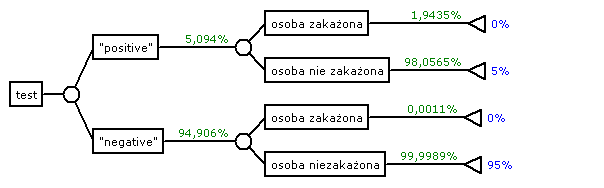 osoba zakażona 1,9435% 0%
"positive" 5,094%
osoba nie zakażona 98,0565% 5%
test
osoba zakażona 0,0011% 0%
"negative" 94,906%
osoba niezakażona 99,9989% 95%